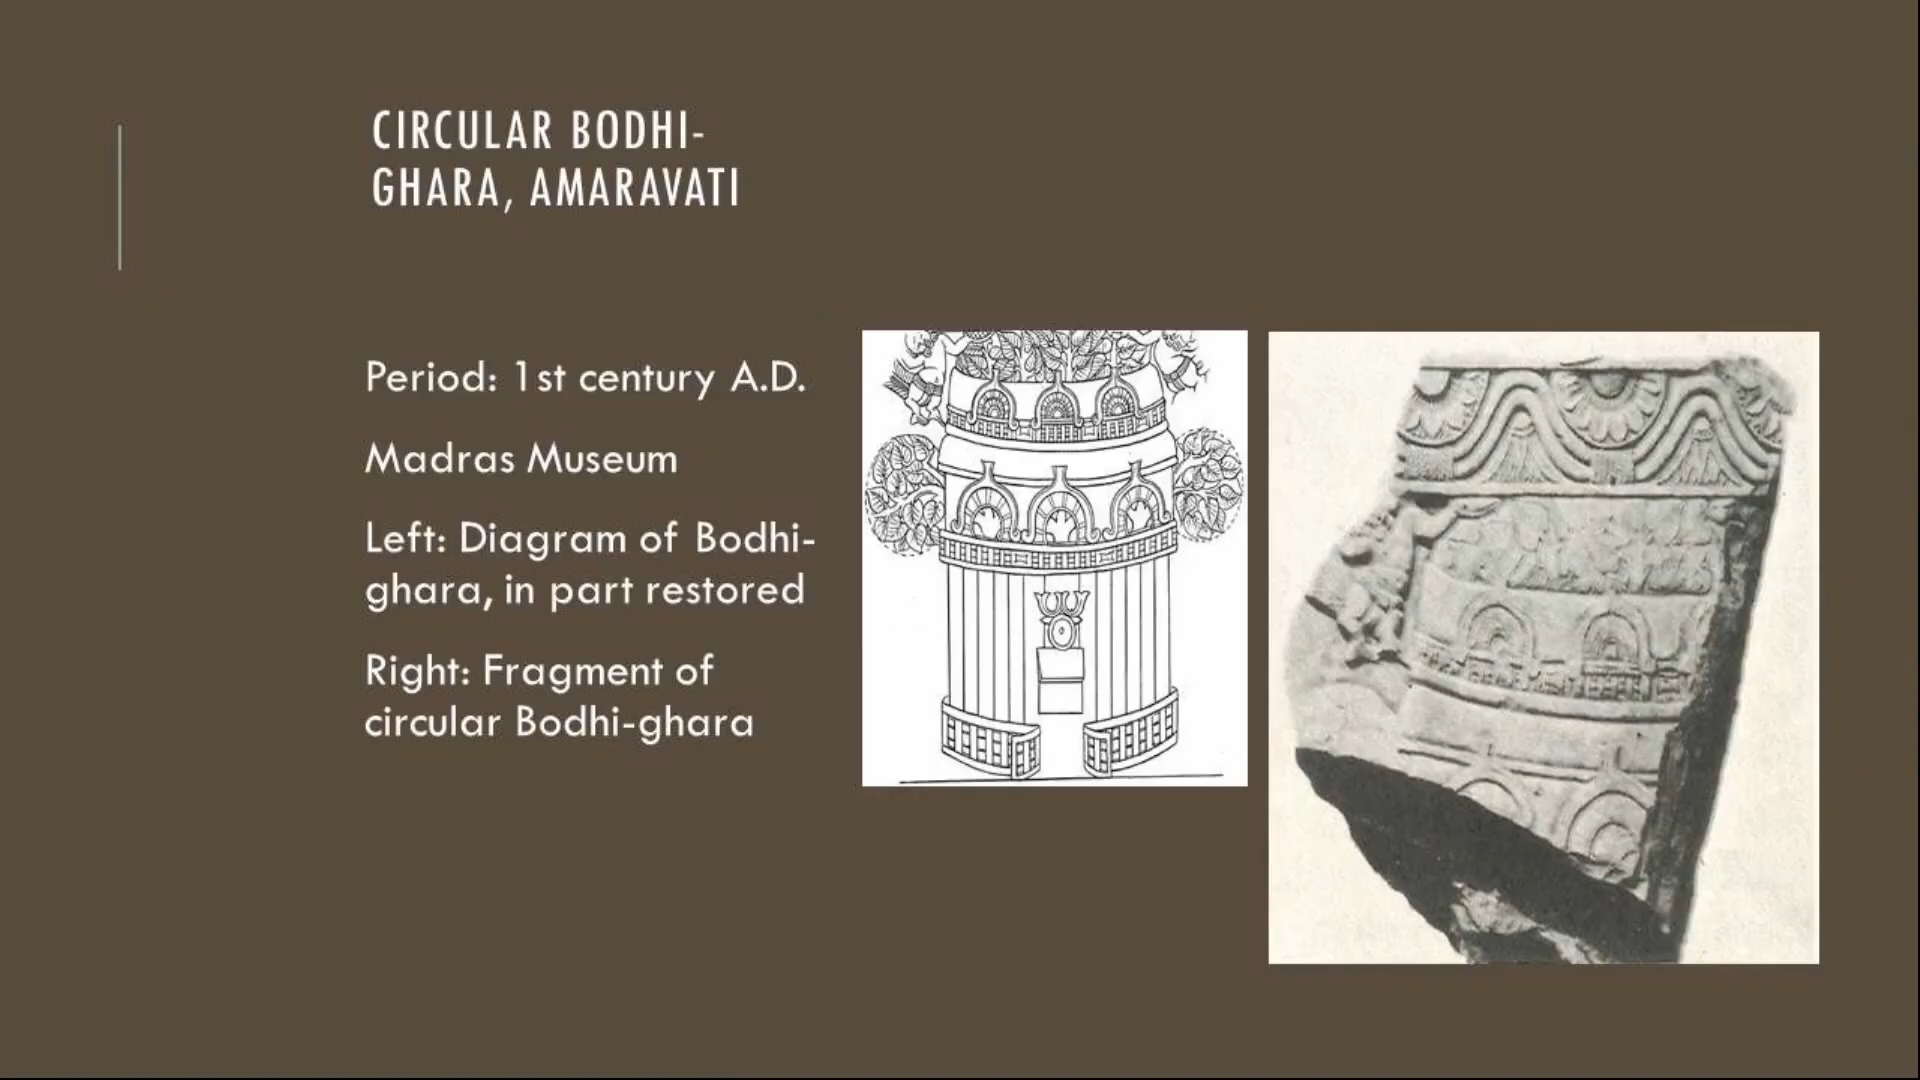 CIRCULAR BODHI-
GHARA, AMARAVATI
Period: 1st century A.D.
Madras Museum
Left: Diagram of Bodhi-
ghara, in part restored
Right: Fragment of
circular Bodhi-ghara